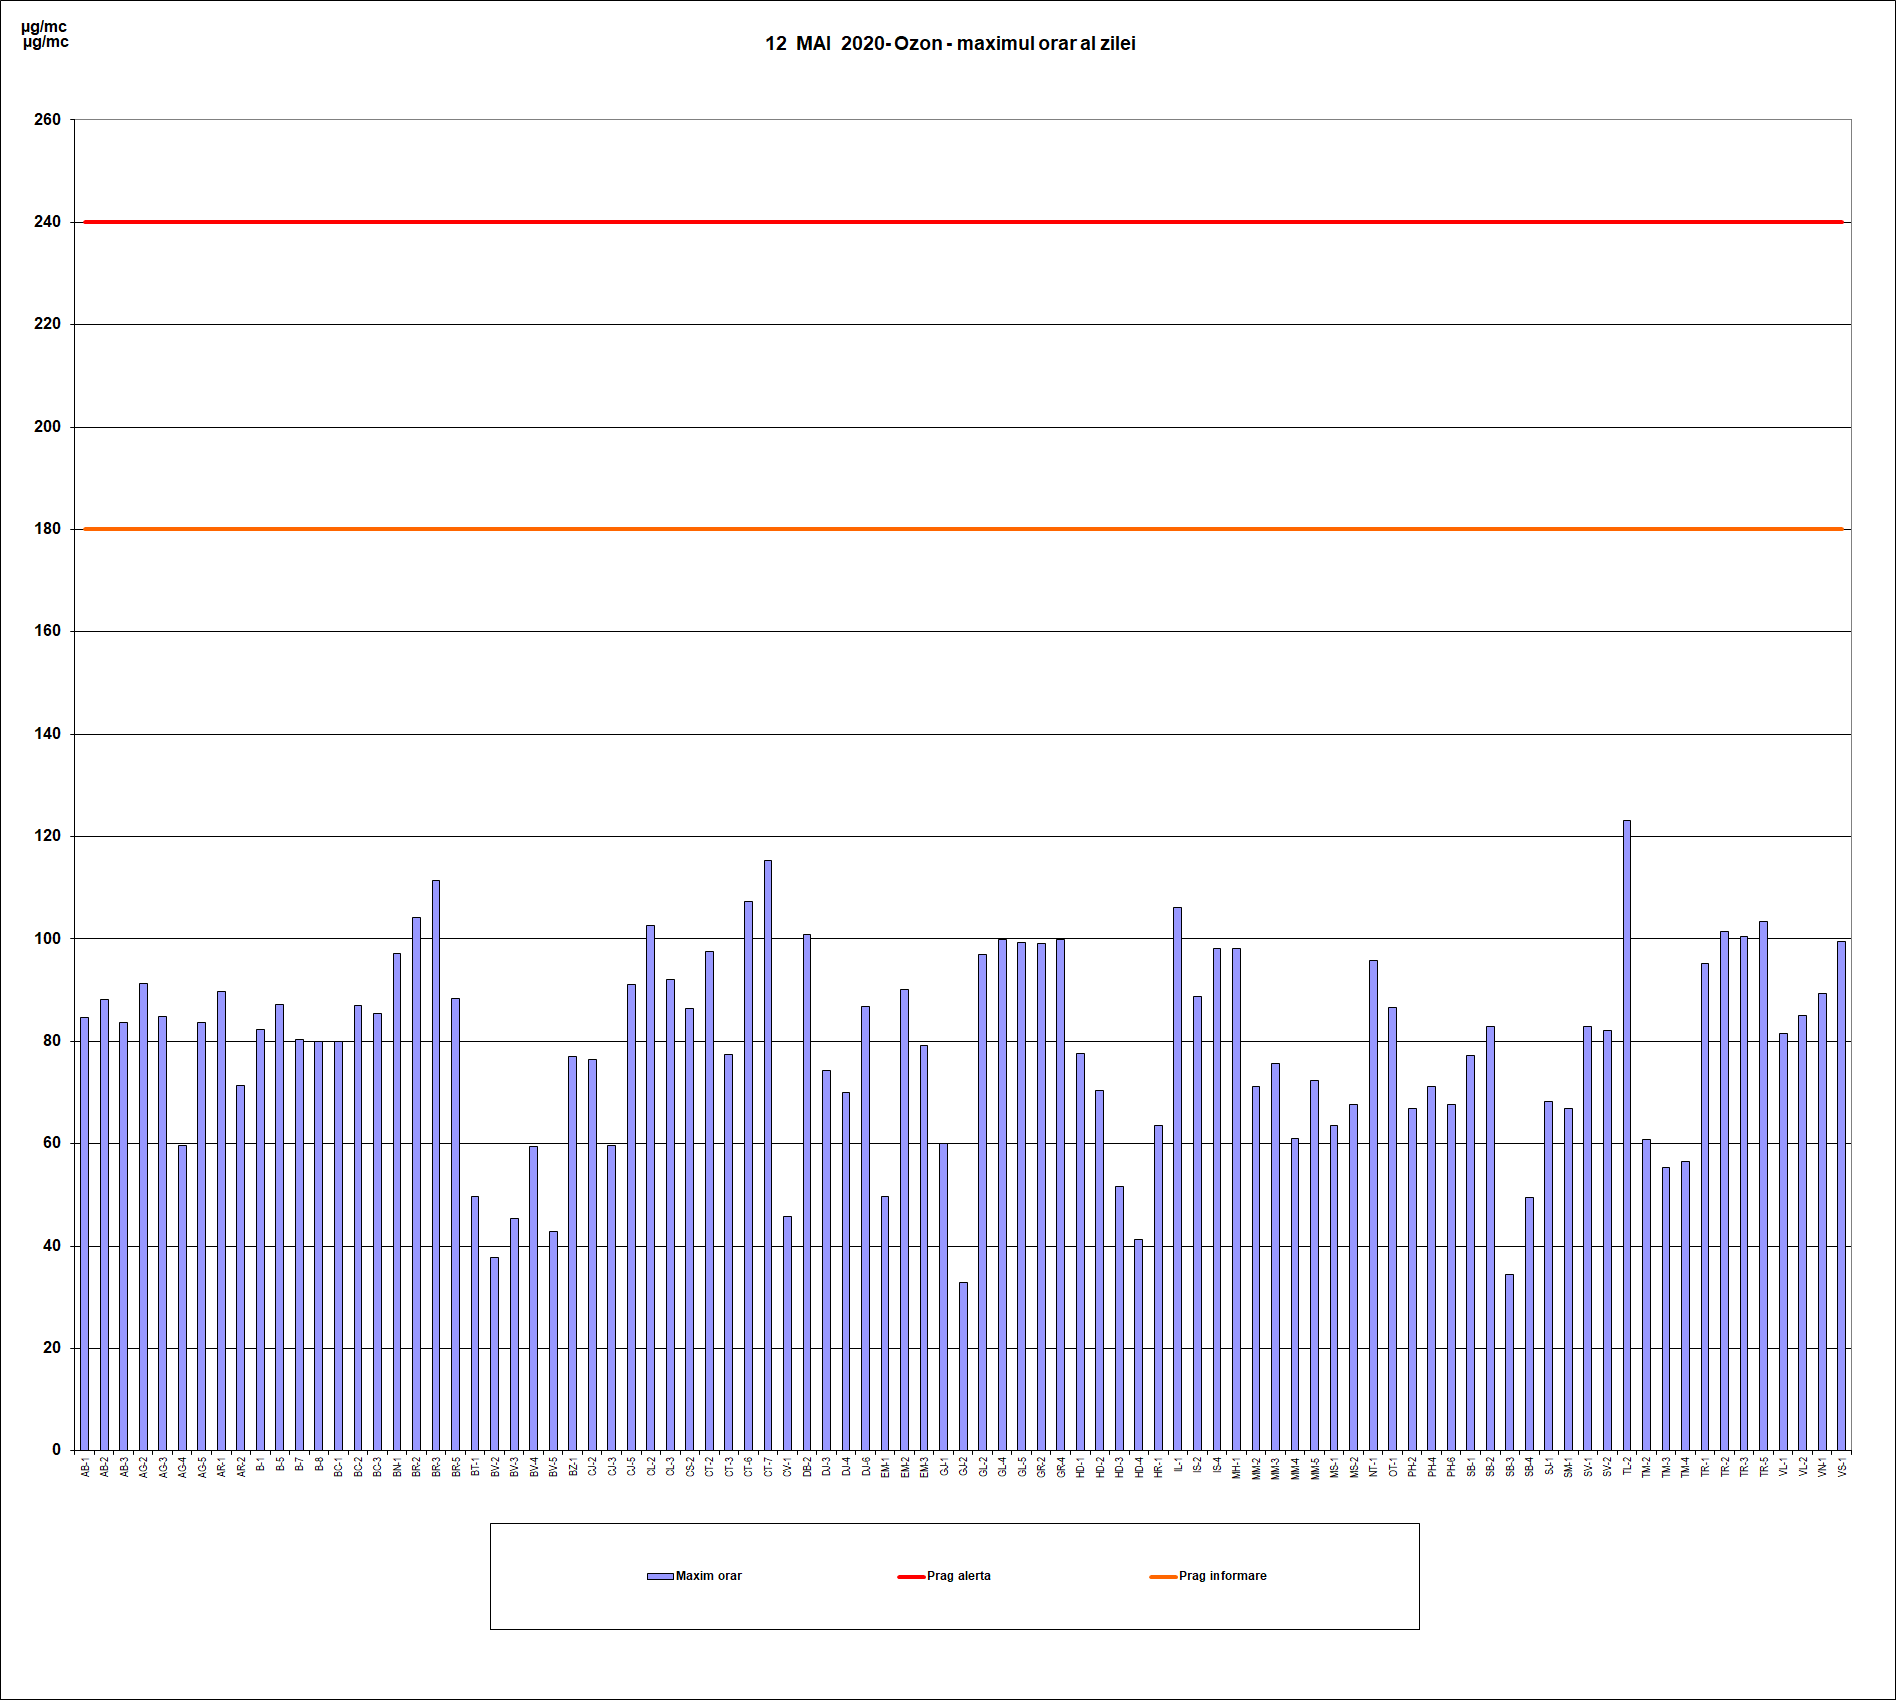 µg/mc
µg/mc
12 MAI 2020- Ozon - maximul orar al zilei
260
240
220
200
180
160
140
120
100
80
60
40
20
0
AB-1 AB-2 AB-3 AG-2 AG-3 AG-4 AG-5 AR-1 AR-2 B-1 B-5 B-7 B-8 BC-1 BC-2 BC-3 BN-1 BR-2 BR-3 BR-5 BT-1 BV-2 BV-3 BV-4 BV-5 BZ-1 CJ-2 CJ-3 CJ-5 CL-2 CL-3 CS-2 CT-2 CT-3 CT-6 CT-7 CV-1 DB-2 DJ-3 DJ-4 DJ-6 EM-1 EM-2 EM-3 GJ-1 GJ-2 GL-2 GL-4 GL-5 GR-2 GR-4 HD-1 HD-2 HD-3 HD-4 HR-1 IL-1 IS-2 IS-4 MH-1 MM-2 MM-3 MM-4 MM-5 MS-1 MS-2 NT-1 OT-1 PH-2 PH-4 PH-6 SB-1 SB-2 SB-3 SB-4 SJ-1 SM-1 SV-1 SV-2 TL-2 TM-2 TM-3 TM-4 TR-1 TR-2 TR-3 TR-5 VL-1 VL-2 VN-1 VS-1
Maxim orar Prag alerta Prag informare